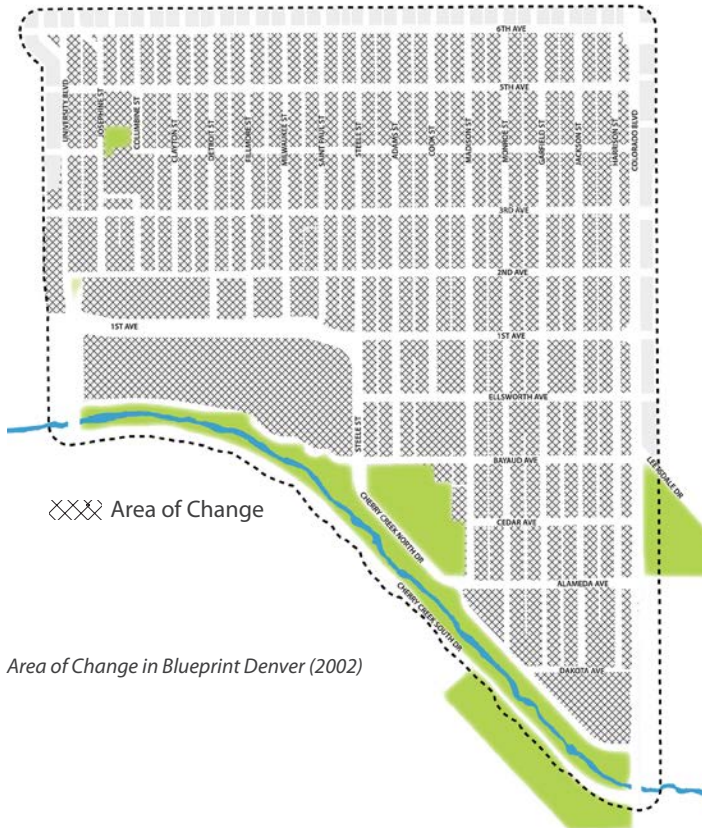 6TH AVE
5TH AVE
UNIVERSITY BLVD
JOSEPHINE ST
COLUMBINE ST
CLAYTON ST
DETROIT ST
FILLMORE ST
MILWAUKEE ST
SAINT PAUL ST
STEELE ST
ADAMS ST
COOK ST
MADISON ST
MONROE ST
GARFIELD ST
JACKSON ST
HARRISON ST
COLORADO BLVD
3RD AVE
2ND AVE
1ST AVE
1ST AVE
ELLSWORTH AVE
STEELE ST
BAYAUD AVE
LEETSDALE DR
Area of Change
CHERRY CREEK NORTH DR
CEDAR AVE
ALAMEDA AVE
CHERRY CREEK SOUTH DR
Area of Change in Blueprint Denver (2002)
DAKOTA AVE